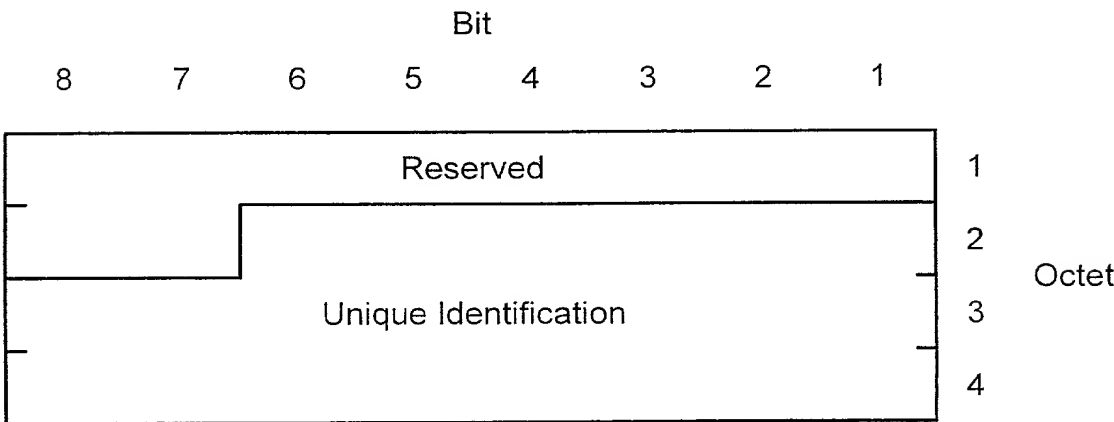 Bit
8 7 6 5 4 3 2 1
Reserved 1
2
Octet
Unique Identification 3
4